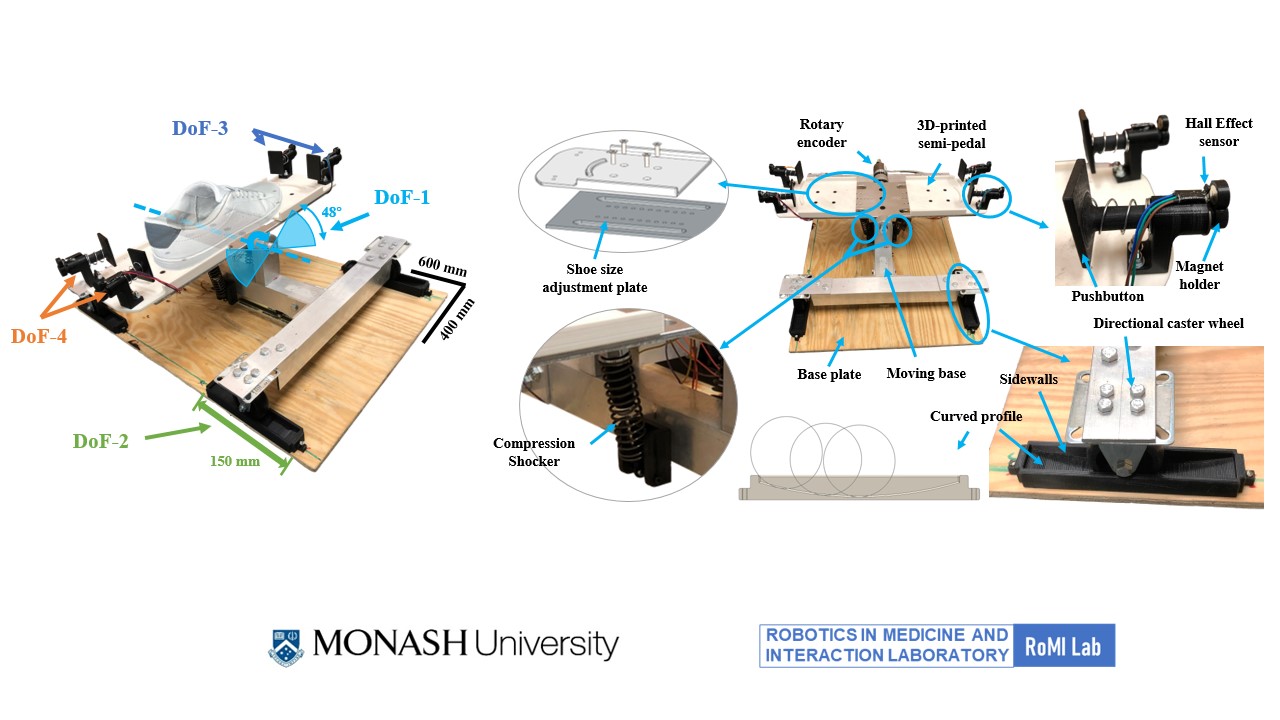 DoF-3
DoF-1
48°
600 mm
400 mm
DoF-4
DoF-2
150 mm
Rotary
encoder
3D-printed
semi-pedal
Hall Effect
sensor
Shoe size
adjustment plate
Pushbutton
Magnet
holder
Directional caster wheel
Base plate
Moving base
Sidewalls
Curved profile
Compression
Shocker
MONASH University
ROBOTICS IN MEDICINE AND
INTERACTION LABORATORY
RoMI Lab